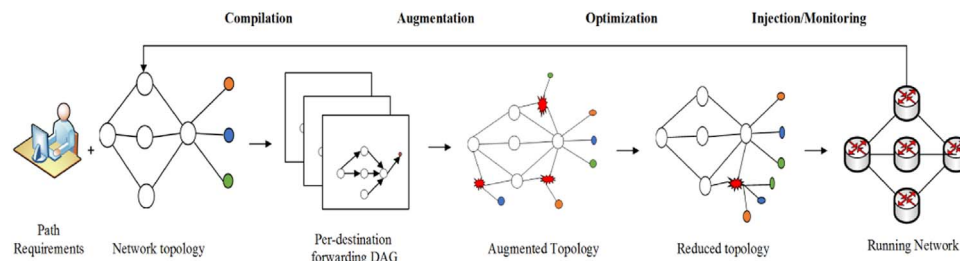 Compilation
Augmentation
Optimization
Injection/Monitoring
+
Path
Requirements
Network topology
Per-destination
forwarding DAG
Augmented Topology
Reduced topology
Running Network